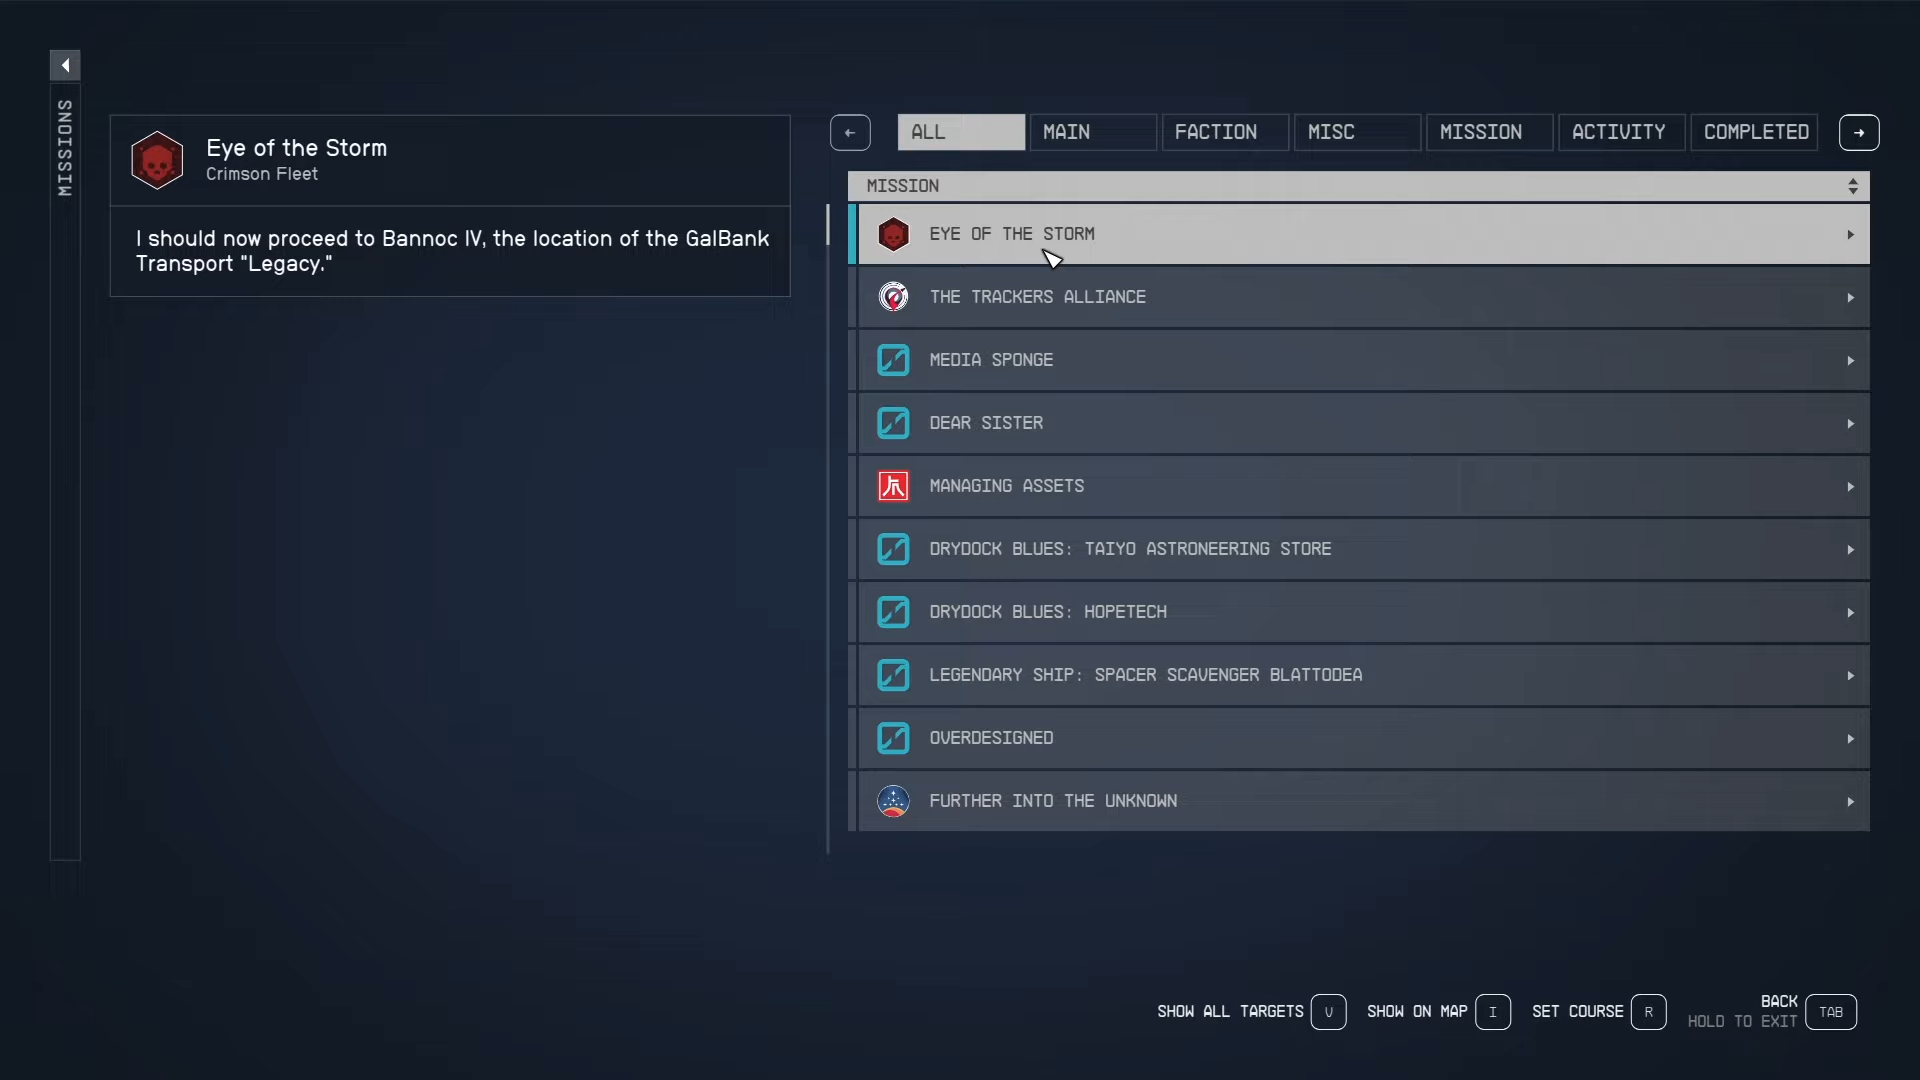 MISSIONS
Eye of the Storm
Crimson Fleet
I should now proceed to Bannoc IV, the location of the GalBank
Transport "Legacy."
ALL MAIN FACTION MISC MISSION ACTIVITY COMPLETED
MISSION
EYE OF THE STORM
THE TRACKERS ALLIANCE
MEDIA SPONGE
DEAR SISTER
MANAGING ASSETS
DRYDOCK BLUES: TAIYO ASTRONEERING STORE
DRYDOCK BLUES: HOPETECH
LEGENDARY SHIP: SPACER SCAVENGER BLATTODEA
OVERDESIGNED
FURTHER INTO THE UNKNOWN
SHOW ALL TARGETS V SHOW ON MAP I SET COURSE R BACK TAB
HOLD TO EXIT